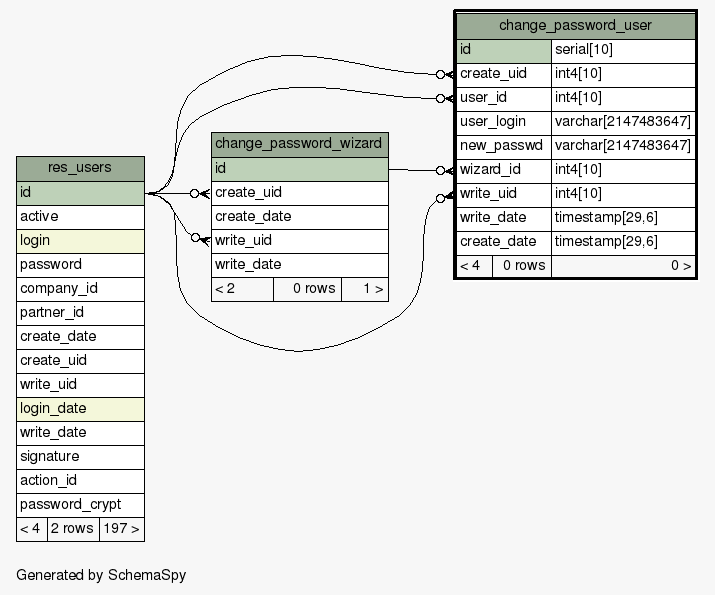 change_password_user
id serial[10]
create_uid int4[10]
user_id int4[10]
user_login varchar[2147483647]
new_passwd varchar[2147483647]
wizard_id int4[10]
write_uid int4[10]
write_date timestamp[29,6]
create_date timestamp[29,6]
< 4 0 rows 0 >
change_password_wizard
id
create_uid
create_date
write_uid
write_date
< 2 0 rows 1 >
res_users
id
active
login
password
company_id
partner_id
create_date
create_uid
write_uid
login_date
write_date
signature
action_id
password_crypt
< 4 2 rows 197 >
Generated by SchemaSpy